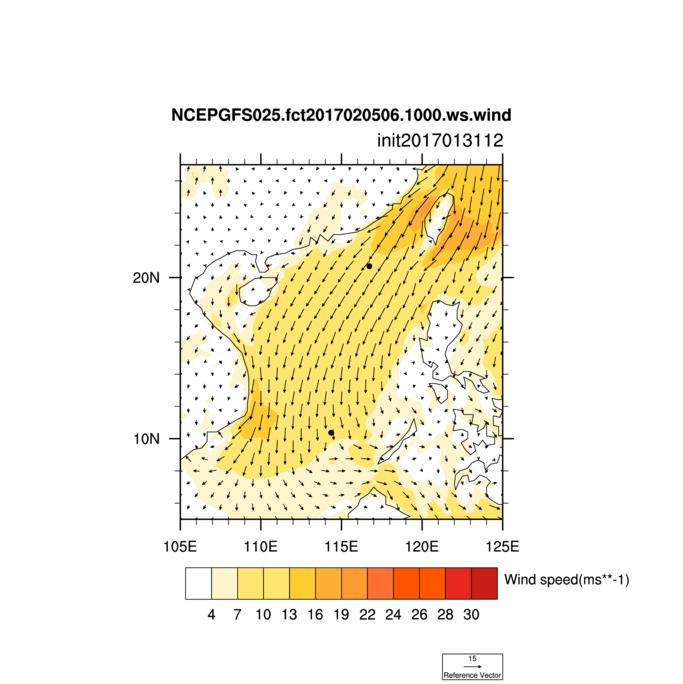 NCEPGFS025.fct2017020506.1000.ws.wind
init2017013112
20N
10N
105E 110E 115E 120E 125E
Wind speed(ms**-1)
4 7 10 13 16 19 22 24 26 28 30
15
Reference Vector